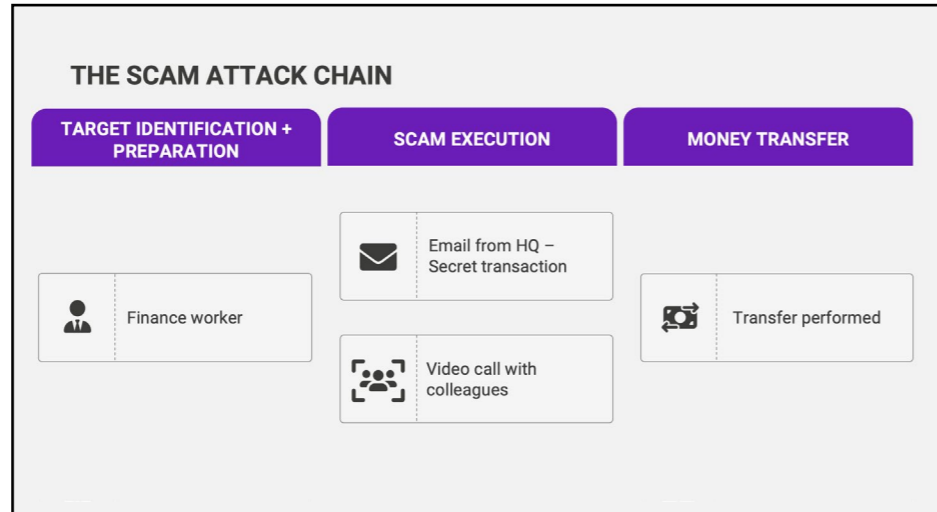 THE SCAM ATTACK CHAIN
TARGET IDENTIFICATION +
PREPARATION
SCAM EXECUTION
MONEY TRANSFER
Finance worker
Email from HQ –
Secret transaction
Video call with
colleagues
Transfer performed